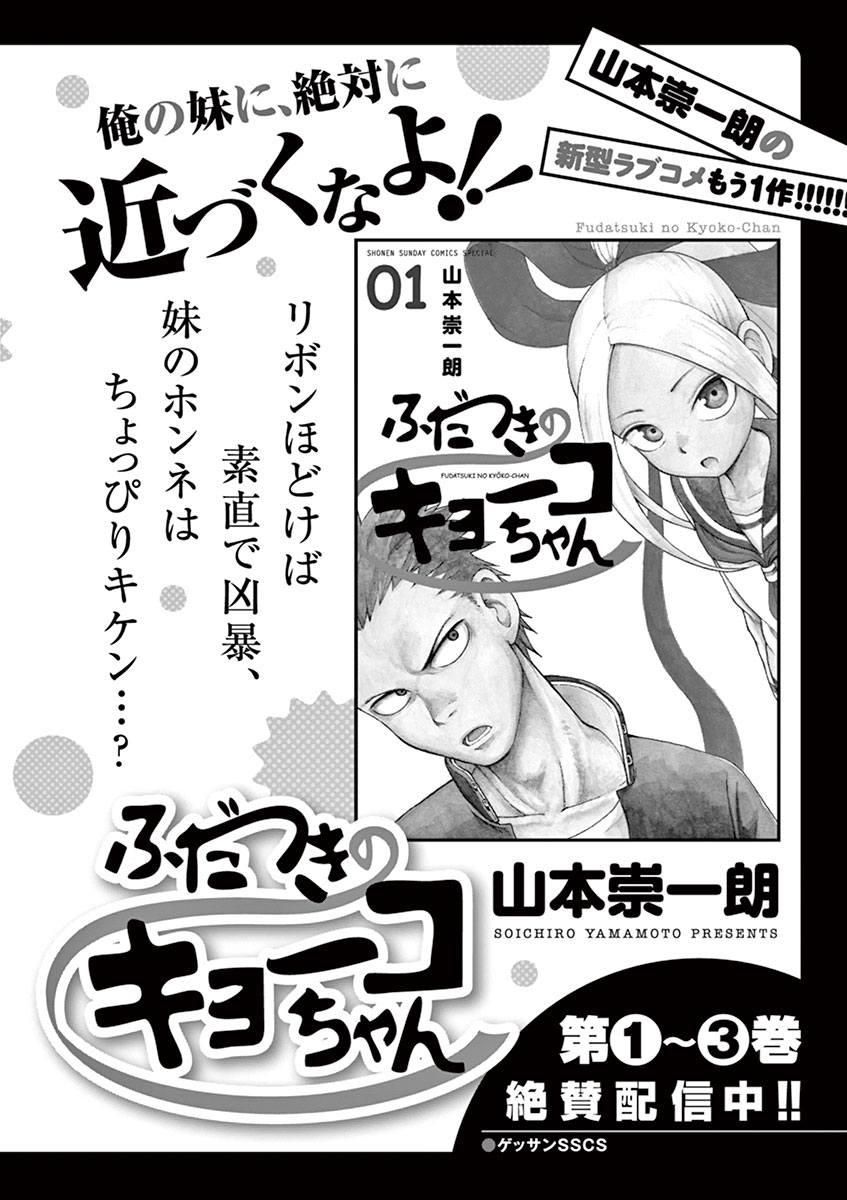 山本崇一朗の
新型ラブコメもう1作!!!!!!
俺の妹に、絶対に
近づくなよ!!
Fudatsuki no Kyoko-Chan
SHONEN SUNDAY COMICS SPECIAL
01
山本崇一朗
ふだつきの
FUDATSUKI NO KYŌKO-CHAN
キョーコ
ちゃん
リボンほどけば
素直で凶暴、
妹のホンネは
ちょっぴりキケン…?
ふだつきの
キョーコ
ちゃん
山本崇一朗
SOICHIRO YAMAMOTO PRESENTS
第❶〜❸巻
絶賛配信中!!
●ゲッサンSSCS